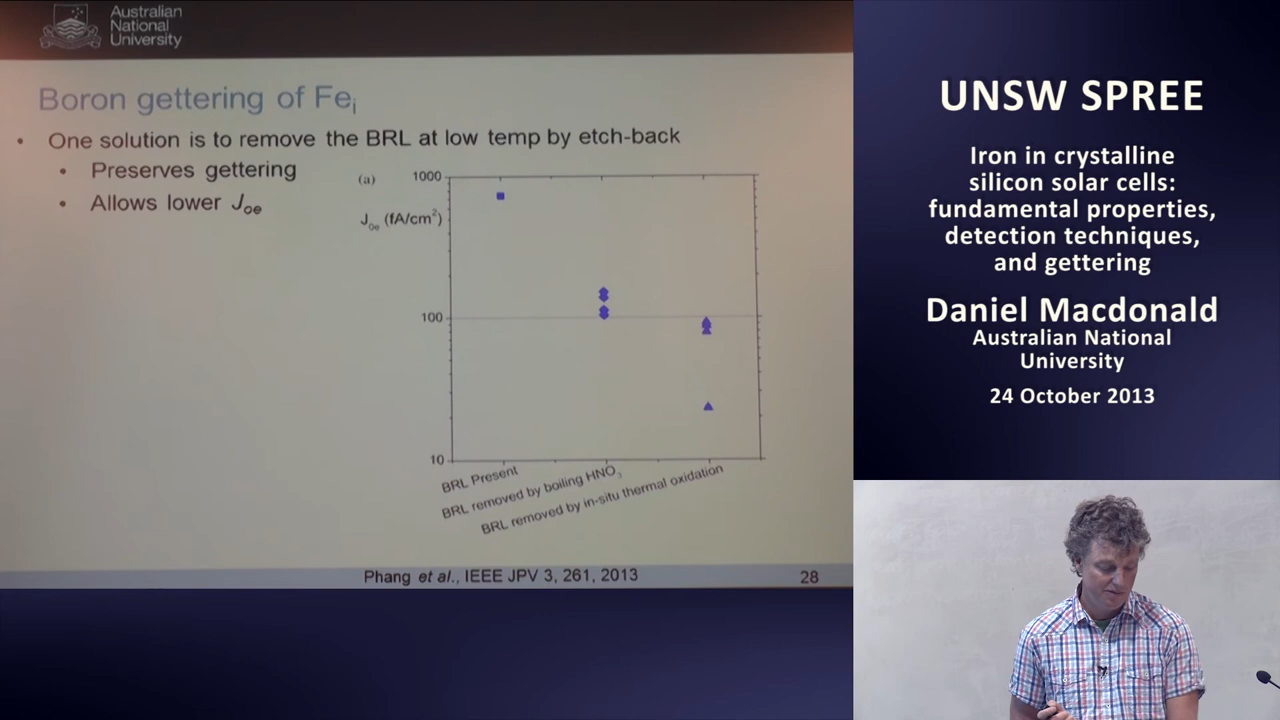 Australian
National
University
Boron gettering of Fei
• One solution is to remove the BRL at low temp by etch-back
• Preserves gettering
• Allows lower Joe
(a)
1000
J0e (fA/cm2)
100
10
BRL Present
BRL removed by boiling HNO3
BRL removed by in-situ thermal oxidation
Phang et al., IEEE JPV 3, 261, 2013
28
UNSW SPREE
Iron in crystalline
silicon solar cells:
fundamental properties,
detection techniques,
and gettering
Daniel Macdonald
Australian National
University
24 October 2013